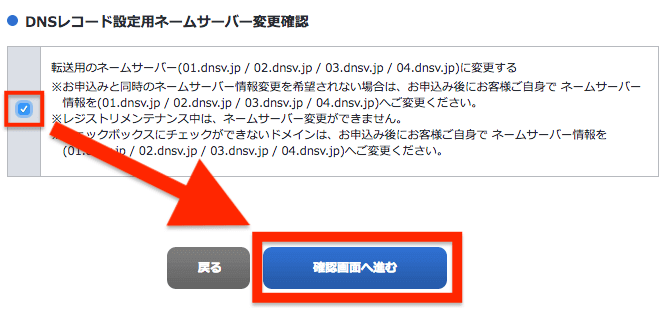 DNSレコード設定用ネームサーバー変更確認
転送用のネームサーバー(01.dnsv.jp / 02.dnsv.jp / 03.dnsv.jp / 04.dnsv.jp)に変更する
※お申込みと同時のネームサーバー情報変更を希望されない場合は、お申込み後にお客様ご自身で ネームサーバー
情報を(01.dnsv.jp / 02.dnsv.jp / 03.dnsv.jp / 04.dnsv.jp)へご変更ください。
※レジストリメンテナンス中は、ネームサーバー変更ができません。
ェックボックスにチェックができないドメインは、お申込み後にお客様ご自身で ネームサーバー情報を
(01.d .jp / 02.dnsv.jp / 03.dnsv.jp / 04.dnsv.jp)へご変更ください。
戻る
確認画面へ進む